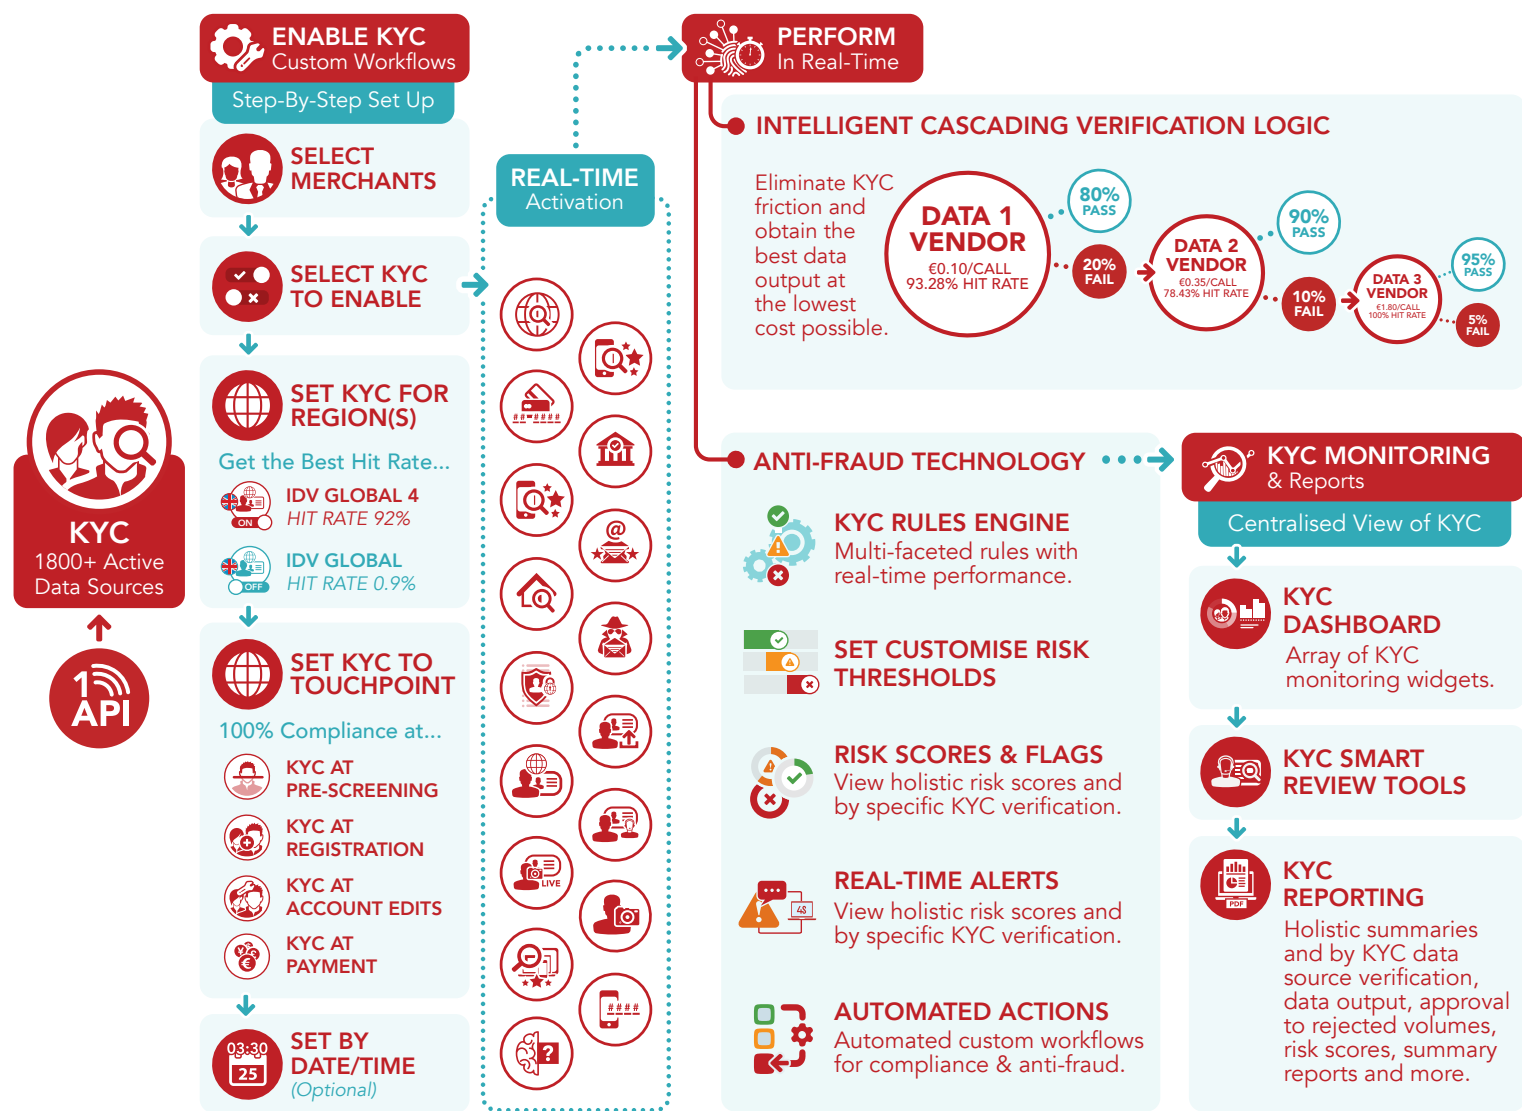 KYC
1800+ Active
Data Sources
1
API
ENABLE KYC
Custom Workflows
Step-By-Step Set Up
SELECT
MERCHANTS
SELECT KYC
TO ENABLE
SET KYC FOR
REGION(S)
Get the Best Hit Rate...
IDV GLOBAL 4
HIT RATE 92%
ON
IDV GLOBAL
HIT RATE 0.9%
OFF
SET KYC TO
TOUCHPOINT
100% Compliance at...
KYC AT
PRE-SCREENING
KYC AT
REGISTRATION
KYC AT
ACCOUNT EDITS
KYC AT
PAYMENT
03:30
25
SET BY
DATE/TIME
(Optional)
REAL-TIME
Activation
##-####
@
LIVE
####
?
PERFORM
In Real-Time
INTELLIGENT CASCADING VERIFICATION LOGIC
Eliminate KYC
friction and
obtain the
best data
output at
the lowest
cost possible.
DATA 1
VENDOR
€0.10/CALL
93.28% HIT RATE
80%
PASS
20%
FAIL
DATA 2
VENDOR
€0.35/CALL
78.43% HIT RATE
90%
PASS
10%
FAIL
DATA 3
VENDOR
€1.80/CALL
100% HIT RATE
95%
PASS
5%
FAIL
ANTI-FRAUD TECHNOLOGY
KYC RULES ENGINE
Multi-faceted rules with
real-time performance.
SET CUSTOMISE RISK
THRESHOLDS
RISK SCORES & FLAGS
View holistic risk scores and
by specific KYC verification.
4S
REAL-TIME ALERTS
View holistic risk scores and
by specific KYC verification.
AUTOMATED ACTIONS
Automated custom workflows
for compliance & anti-fraud.
KYC MONITORING
& Reports
Centralised View of KYC
KYC
DASHBOARD
Array of KYC
monitoring widgets.
KYC SMART
REVIEW TOOLS
PDF
KYC
REPORTING
Holistic summaries
and by KYC data
source verification,
data output, approval
to rejected volumes,
risk scores, summary
reports and more.